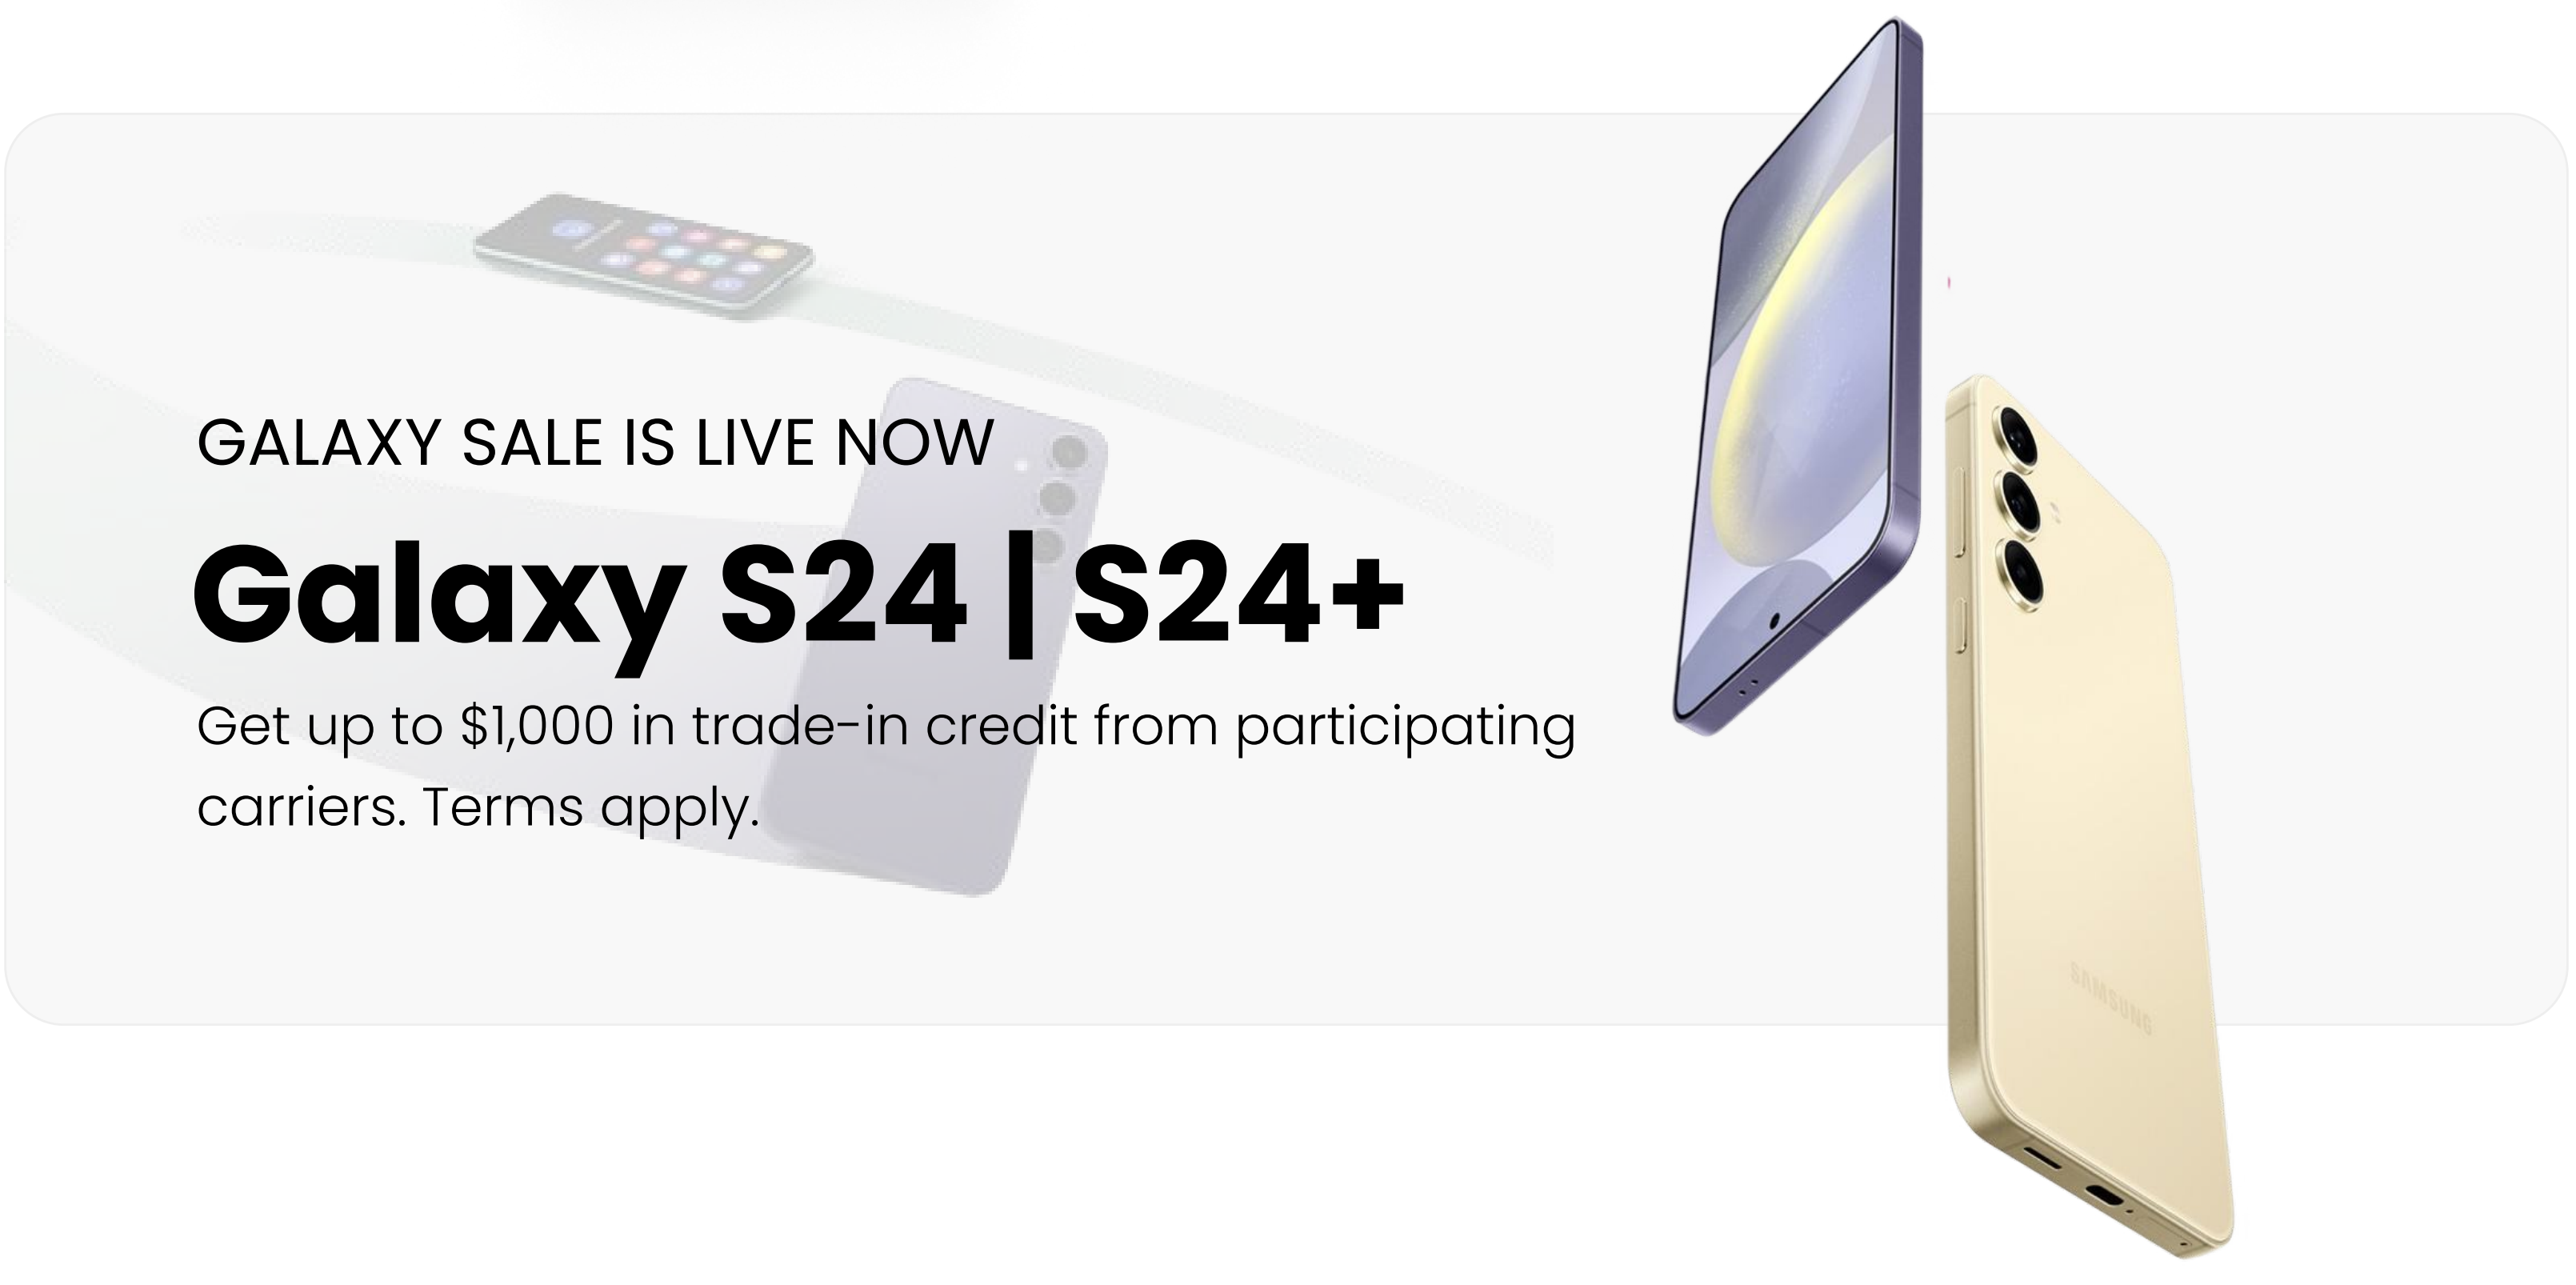 GALAXY SALE IS LIVE NOW
Galaxy S24 | S24+
Get up to $1,000 in trade-in credit from participating
carriers. Terms apply.
SAMSUNG